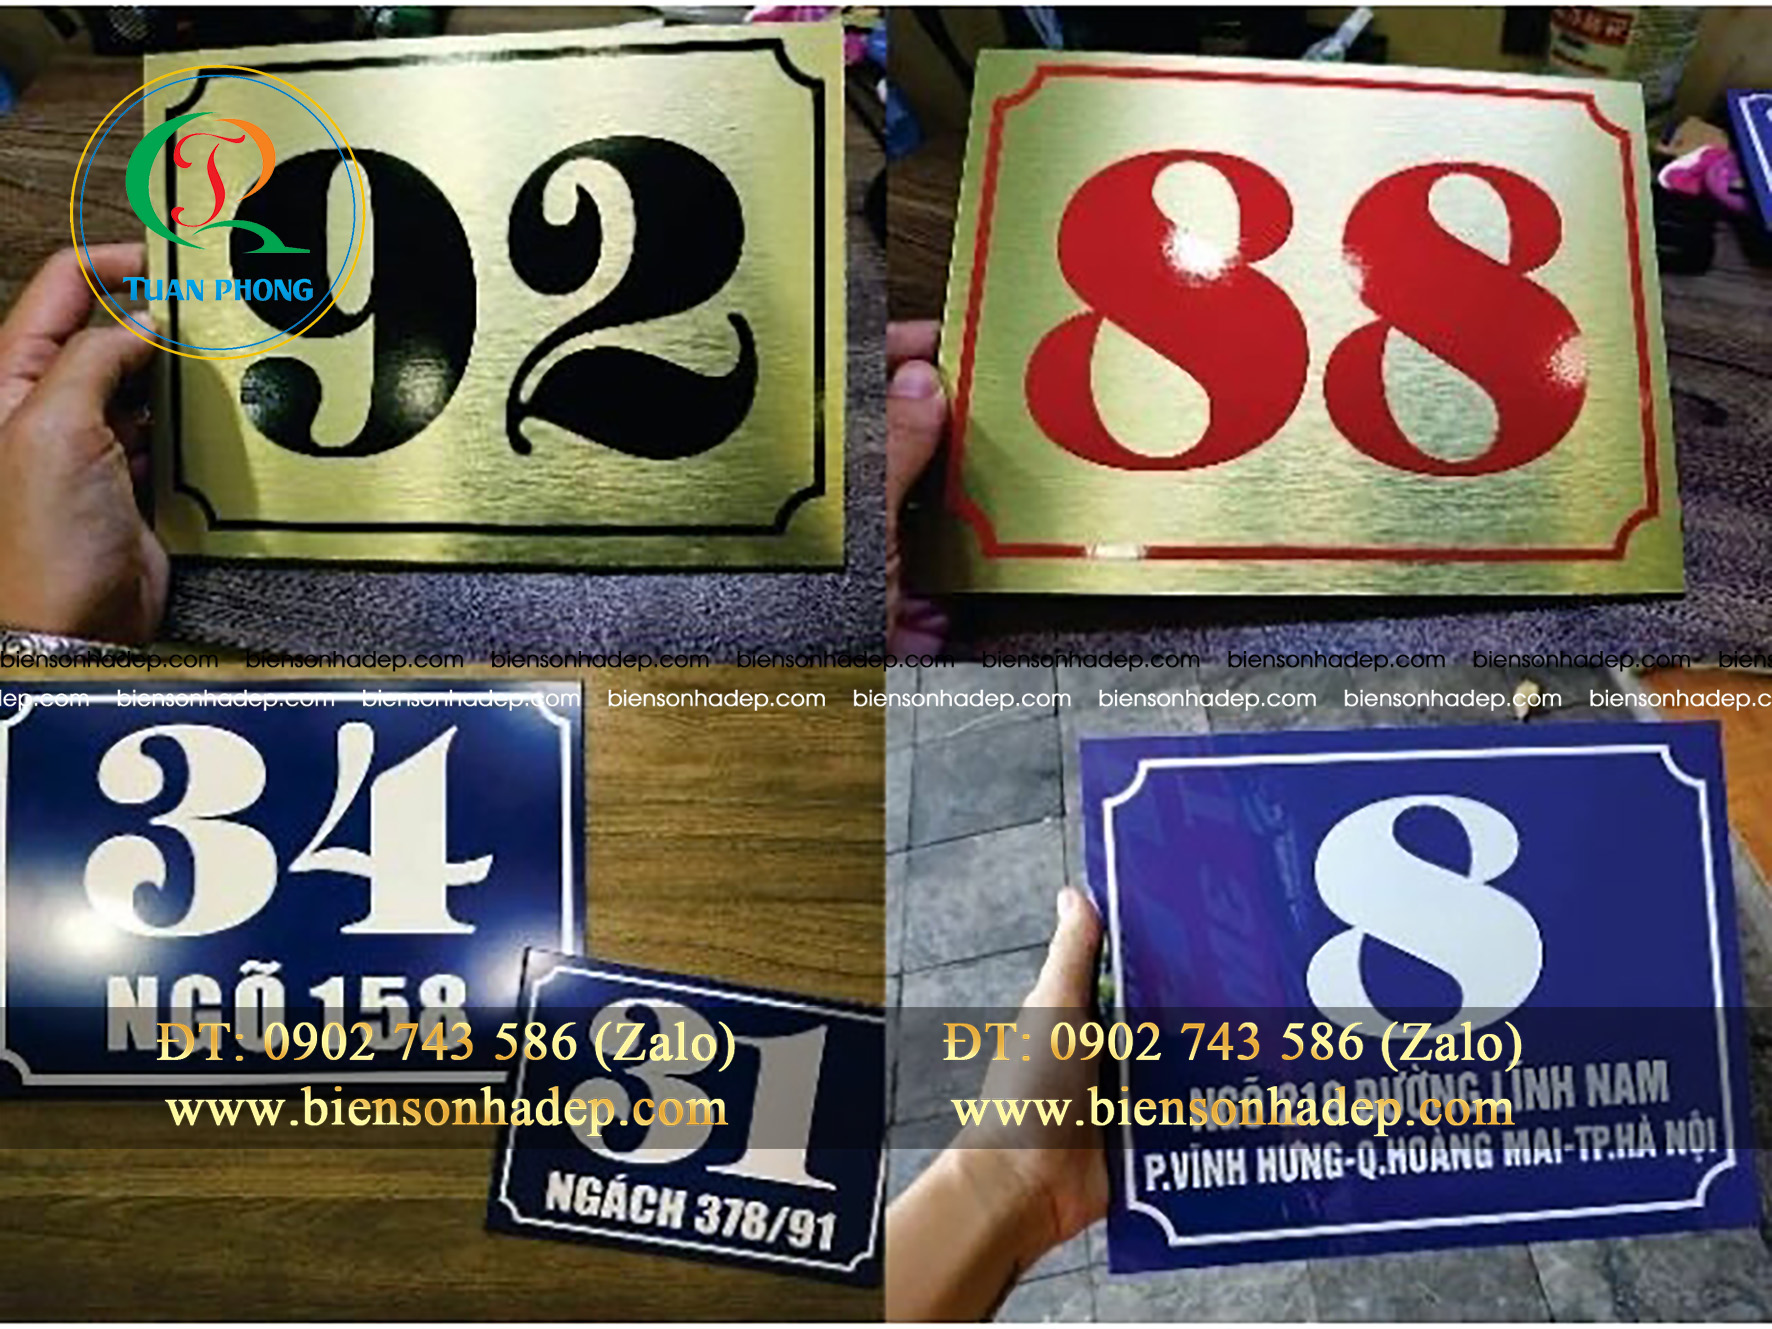 92
88
TUAN PHONG
biensonhadep.com biensonhadep.com biensonhadep.com biensonhadep.com biensonhadep.com biensonhadep.com biensonhadep.com
biensonhadep.com biensonhadep.com biensonhadep.com biensonhadep.com biensonhadep.com biensonhadep.com
34
NGÕ 158
31
NGÁCH 378/91
8
ĐƯỜNG LĨNH NAM
P.VĨNH HƯNG-Q.HOÀNG MAI-TP.HÀ NỘI
ĐT: 0902 743 586 (Zalo)
www.biensonhadep.com
ĐT: 0902 743 586 (Zalo)
www.biensonhadep.com